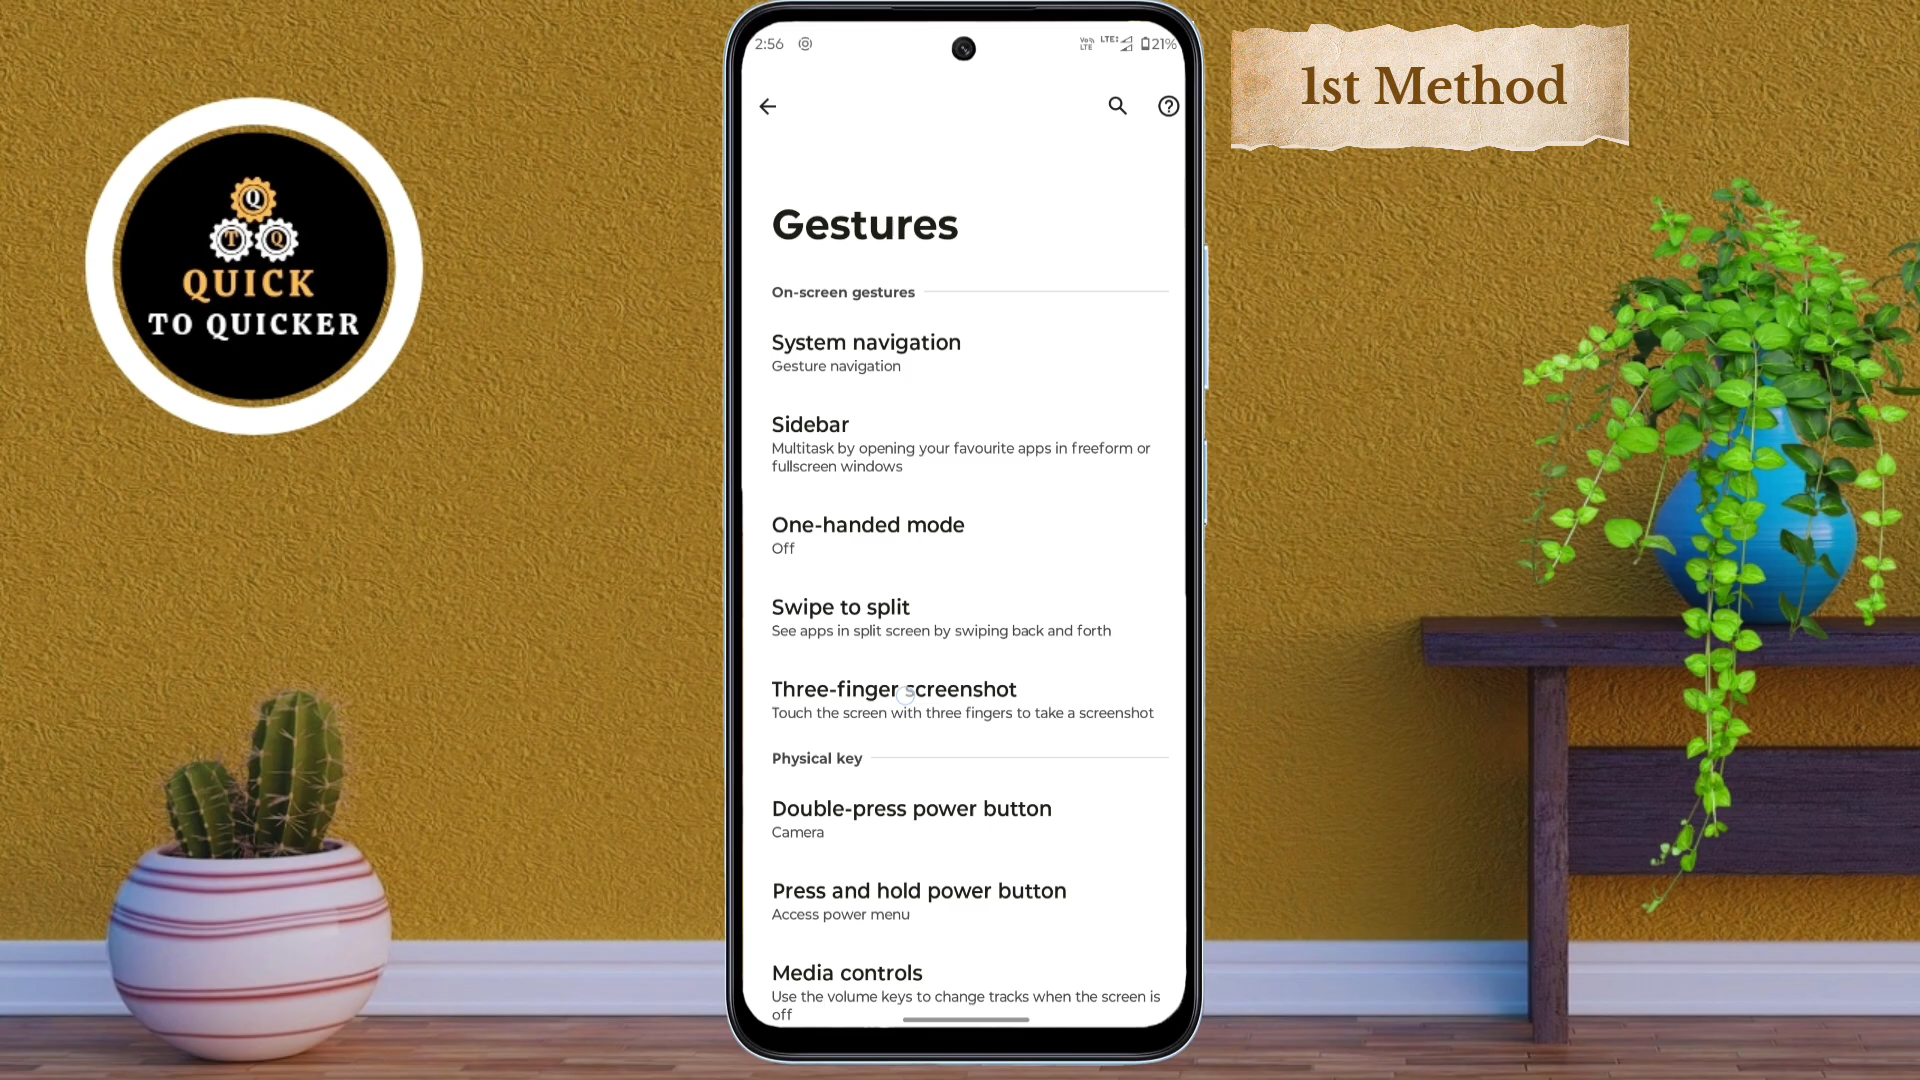 2:56
Vo))
LTE
LTE
21%
1st Method
Q
T Q
QUICK
TO QUICKER
Gestures
On-screen gestures
System navigation
Gesture navigation
Sidebar
Multitask by opening your favourite apps in freeform or
fullscreen windows
One-handed mode
Off
Swipe to split
See apps in split screen by swiping back and forth
Three-finger screenshot
Touch the screen with three fingers to take a screenshot
Physical key
Double-press power button
Camera
Press and hold power button
Access power menu
Media controls
Use the volume keys to change tracks when the screen is
off